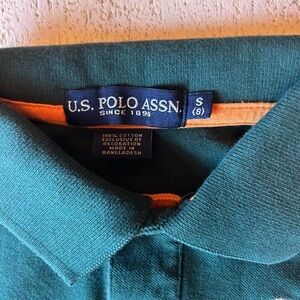 U.S. POLO ASSN.
SINCE 1890
S
(8)
100% COTTON
EXCLUSIVE OF
DECORATION
MADE IN
BANGLADESH